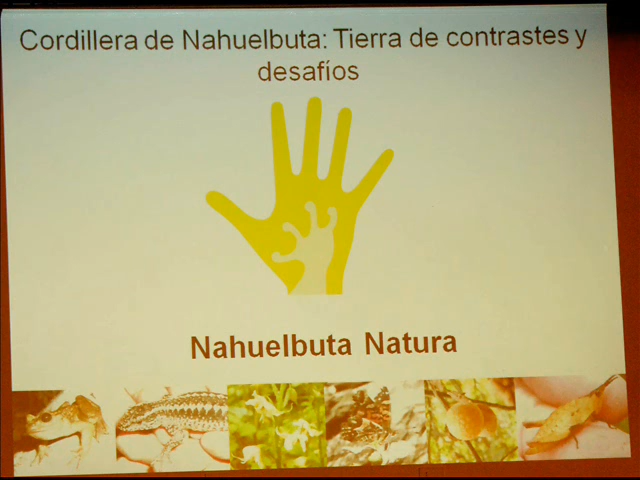 Cordillera de Nahuelbuta: Tierra de contrastes y
desafíos
Nahuelbuta Natura